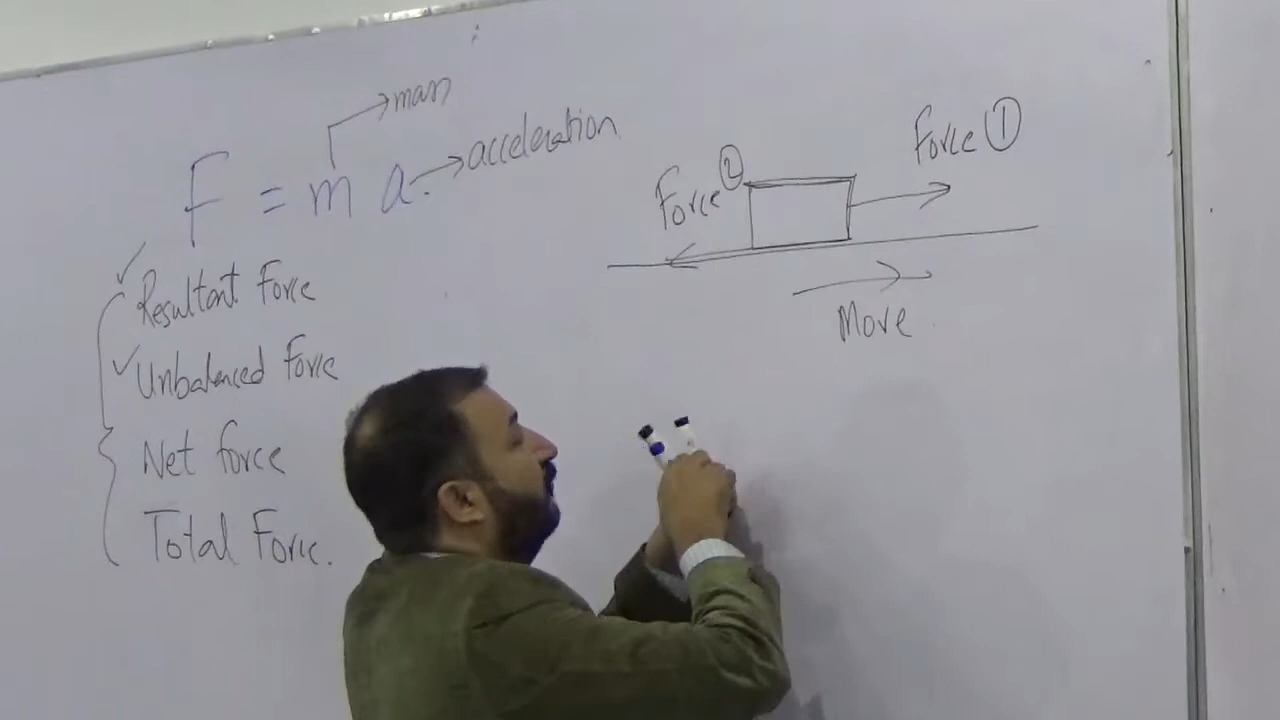 F = m a.
mass
acceleration
Resultant Force
Unbalanced Force
Net force
Total Force.
Force ②
Force ①
Move